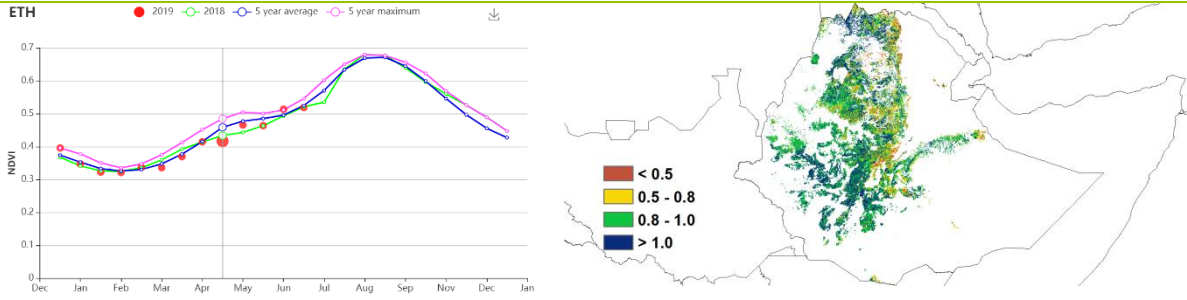 ETH
2019 2018 5 year average 5 year maximum
NDVI
0.7
0.6
0.5
0.4
0.3
0.2
0.1
0
Dec Jan Feb Mar Apr May Jun Jul Aug Sep Nov Dec Jan
< 0.5
0.5 - 0.8
0.8 - 1.0
> 1.0